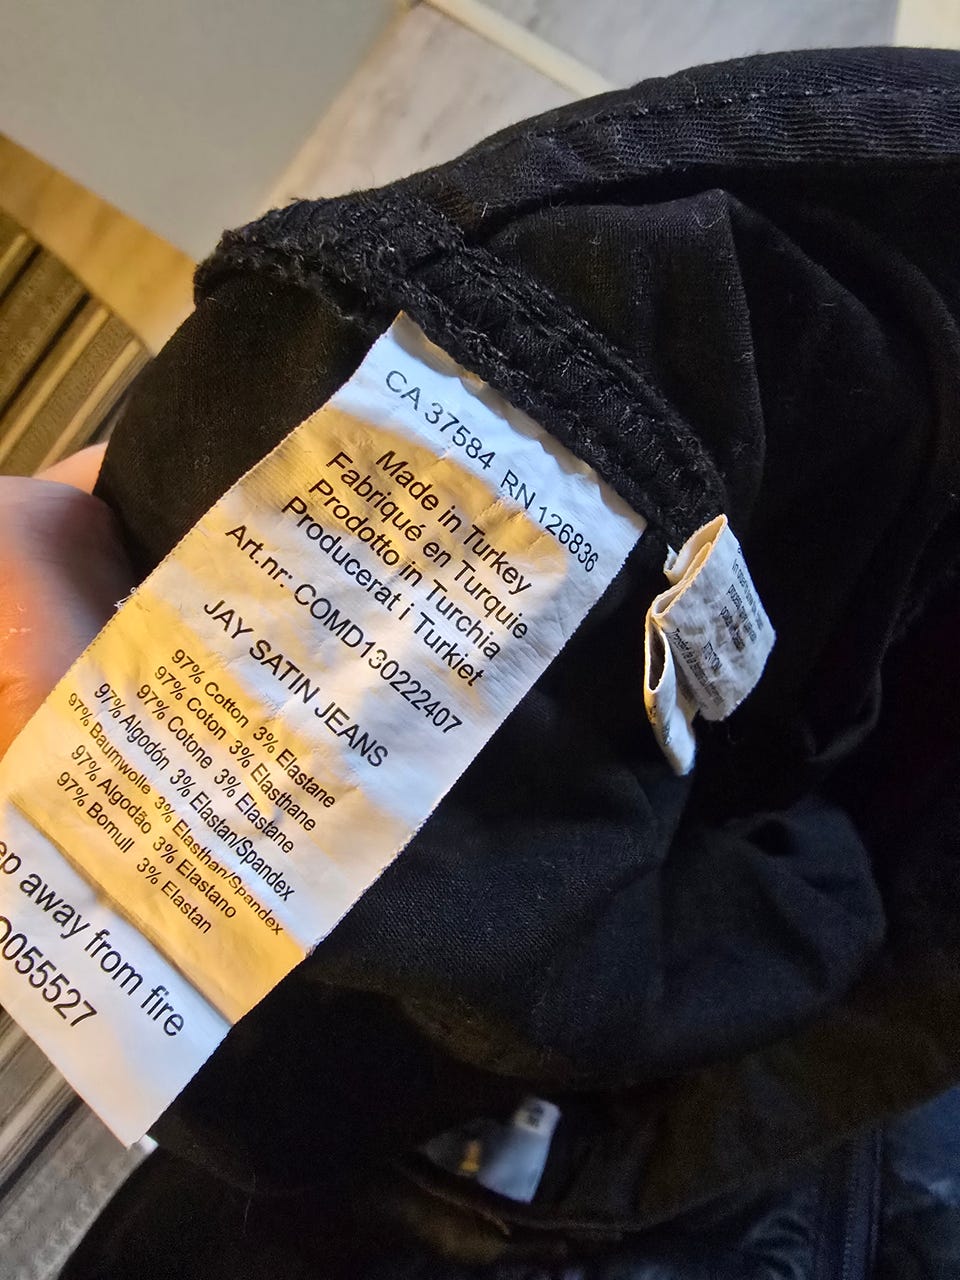 CA 37584 RN 126836
Made in Turkey
Fabriqué en Turquie
Prodotto in Turchia
Producerat i Turkiet
Art.nr: COMD130222407
JAY SATIN JEANS
97% Cotton 3% Elastane
97% Coton 3% Elasthane
97% Cotone 3% Elastane
97% Algodón 3% Elastan/Spandex
97% Baumwolle 3% Elasthan/Spandex
97% Algodão 3% Elastano
97% Bomull 3% Elastan
away from fire
055527